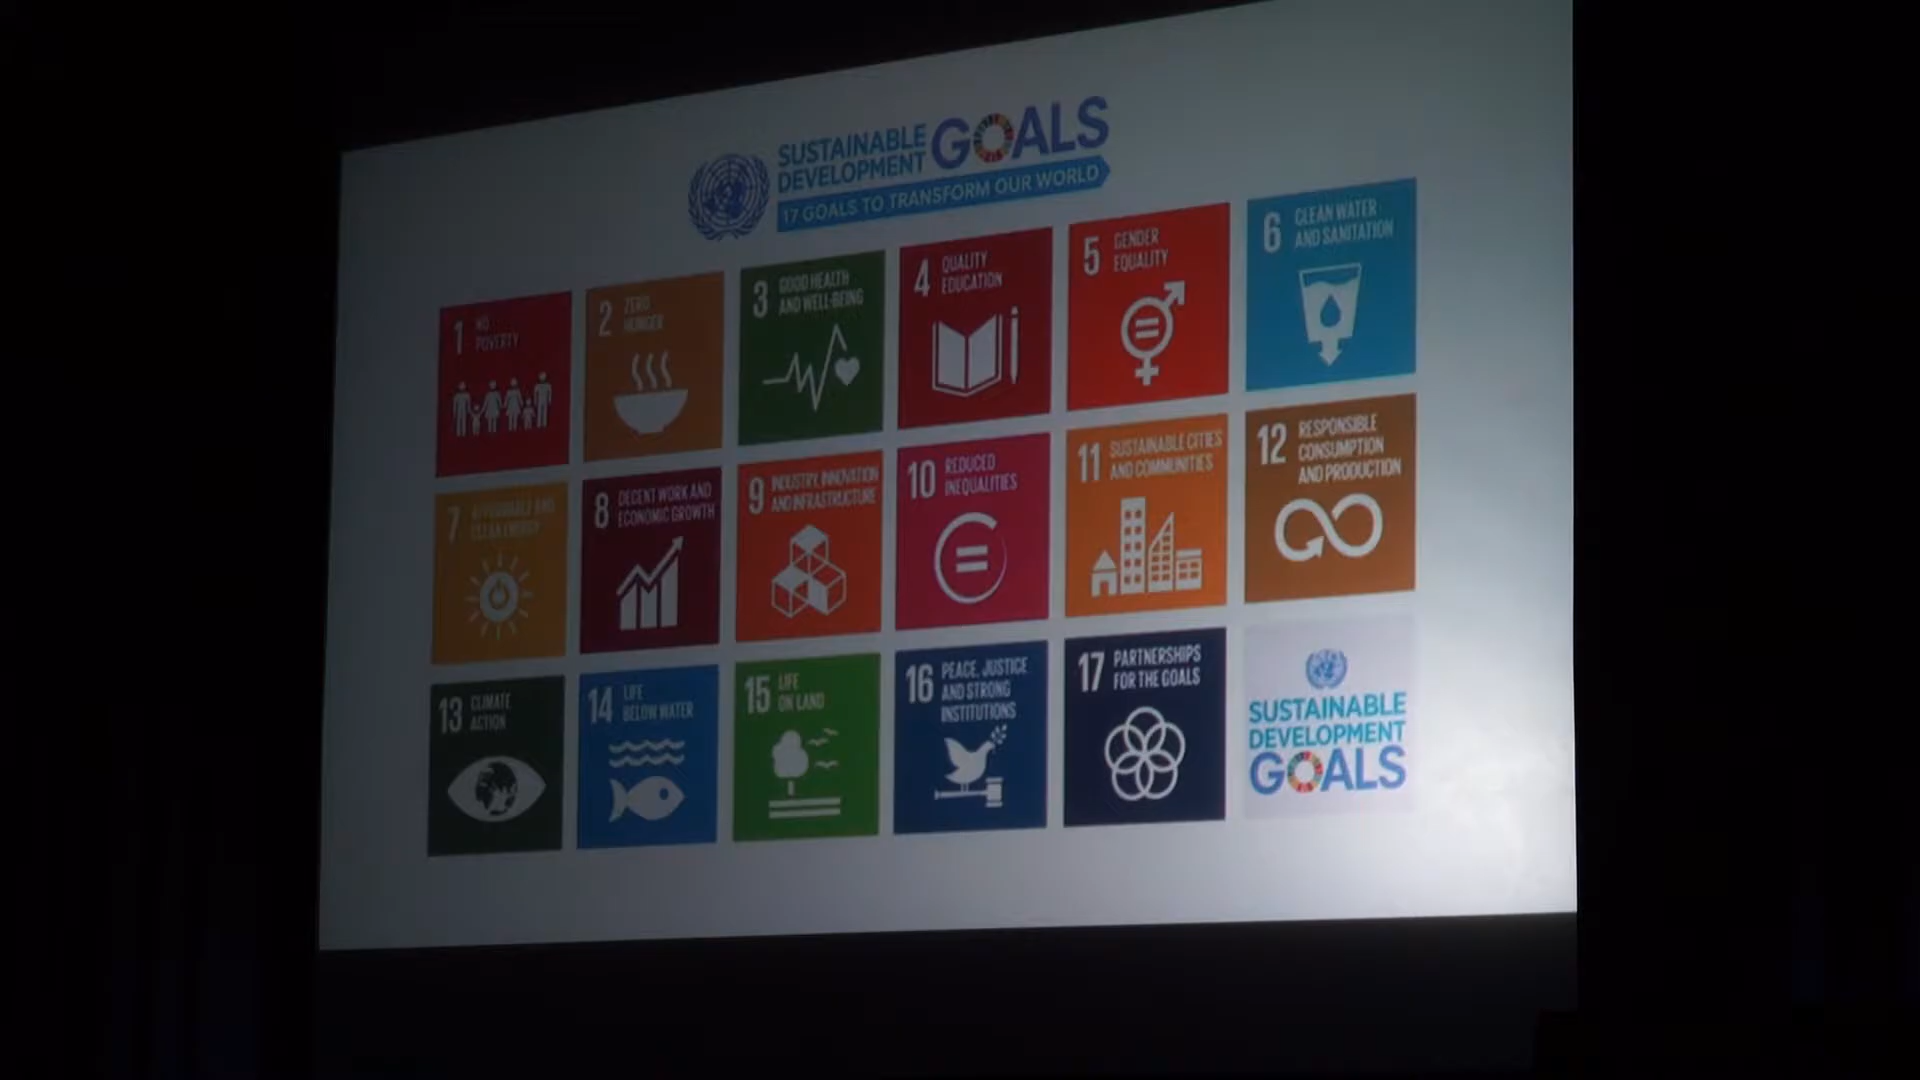 SUSTAINABLE
DEVELOPMENT
GOALS
17 GOALS TO TRANSFORM OUR WORLD
1 NO
POVERTY
2 ZERO
HUNGER
3 GOOD HEALTH
AND WELL-BEING
4 QUALITY
EDUCATION
5 GENDER
EQUALITY
6 CLEAN WATER
AND SANITATION
7 AFFORDABLE AND
CLEAN ENERGY
8 DECENT WORK AND
ECONOMIC GROWTH
9 INDUSTRY, INNOVATION
AND INFRASTRUCTURE
10 REDUCED
INEQUALITIES
11 SUSTAINABLE CITIES
AND COMMUNITIES
12 RESPONSIBLE
CONSUMPTION
AND PRODUCTION
13 CLIMATE
ACTION
14 LIFE
BELOW WATER
15 LIFE
ON LAND
16 PEACE, JUSTICE
AND STRONG
INSTITUTIONS
17 PARTNERSHIPS
FOR THE GOALS
SUSTAINABLE
DEVELOPMENT
GOALS